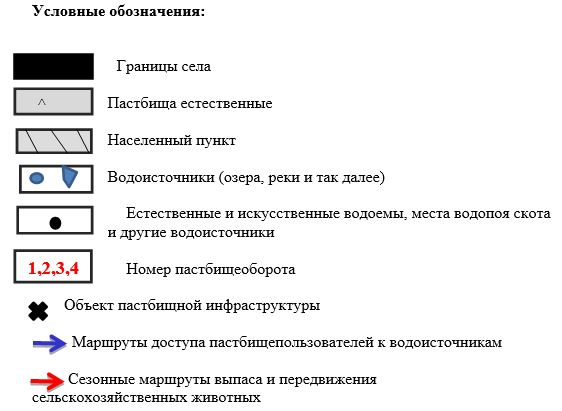 Условные обозначения:
Границы села
^
Пастбища естественные
Населенный пункт
Водоисточники (озера, реки и так далее)
Естественные и искусственные водоемы, места водопоя скота
и другие водоисточники
1,2,3,4 Номер пастбищеоборота
Объект пастбищной инфраструктуры
Маршруты доступа пастбищепользователей к водоисточникам
Сезонные маршруты выпаса и передвижения
сельскохозяйственных животных